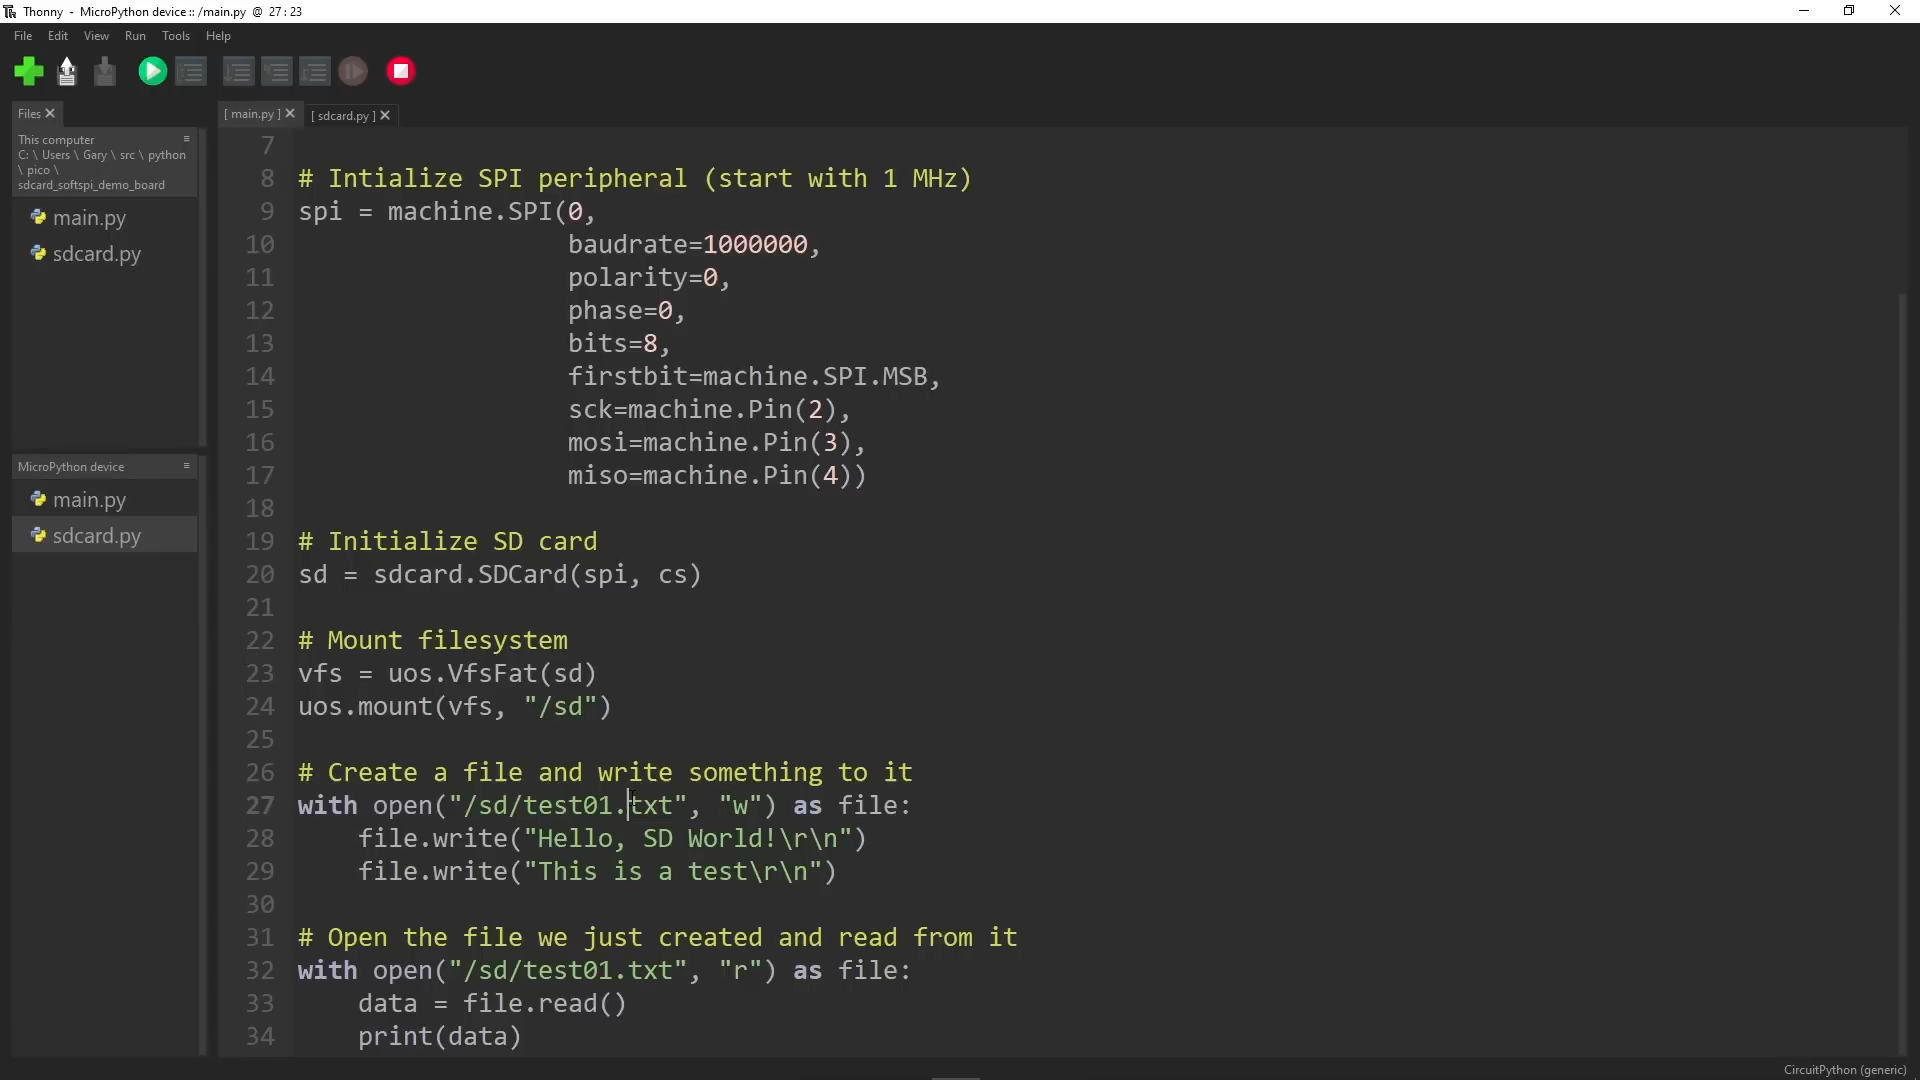 Thonny - MicroPython device :: /main.py @ 27 : 23
File Edit View Run Tools Help
Files
This computer
C: \ Users \ Gary \ src \ python
\ pico \
sdcard_softspi_demo_board
main.py
sdcard.py
MicroPython device
main.py
sdcard.py
[ main.py ] [ sdcard.py ]
7
8 # Intialize SPI peripheral (start with 1 MHz)
9 spi = machine.SPI(0,
10 baudrate=1000000,
11 polarity=0,
12 phase=0,
13 bits=8,
14 firstbit=machine.SPI.MSB,
15 sck=machine.Pin(2),
16 mosi=machine.Pin(3),
17 miso=machine.Pin(4))
18
19 # Initialize SD card
20 sd = sdcard.SDCard(spi, cs)
21
22 # Mount filesystem
23 vfs = uos.VfsFat(sd)
24 uos.mount(vfs, "/sd")
25
26 # Create a file and write something to it
27 with open("/sd/test01.txt", "w") as file:
28 file.write("Hello, SD World!\r\n")
29 file.write("This is a test\r\n")
30
31 # Open the file we just created and read from it
32 with open("/sd/test01.txt", "r") as file:
33 data = file.read()
34 print(data)
CircuitPython (generic)